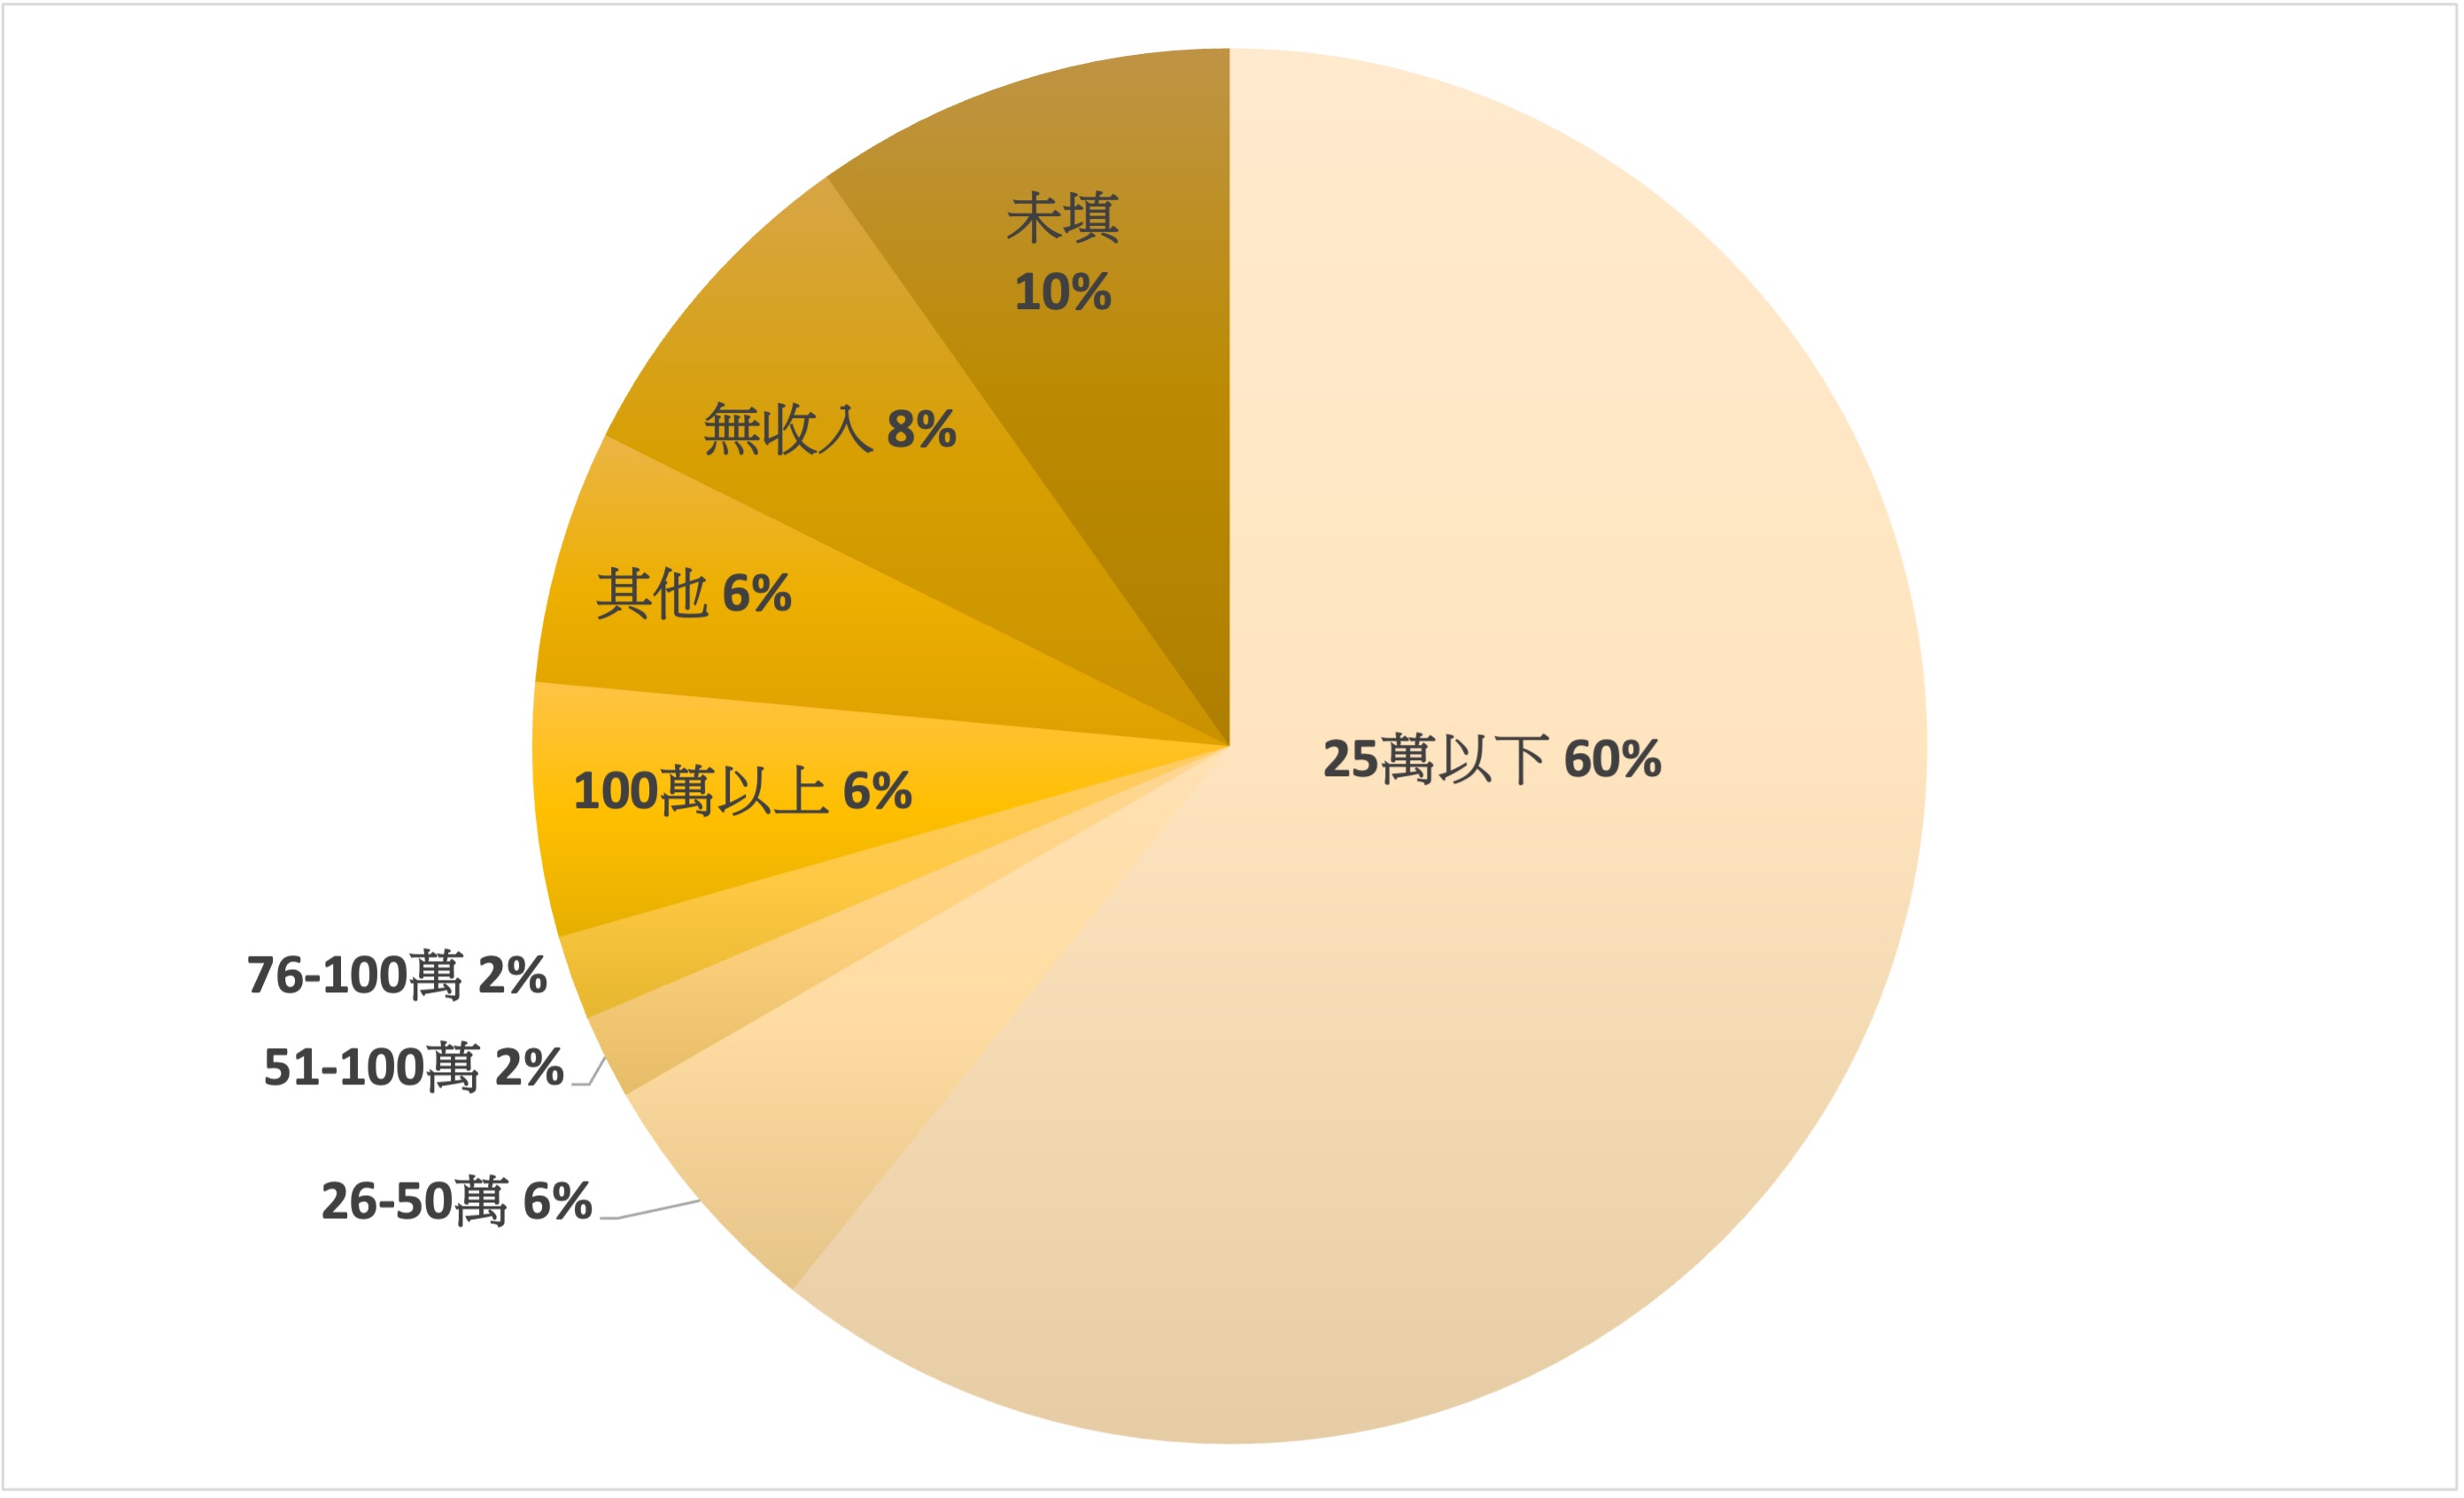 未填
10%
無收入 8%
其他 6%
25萬以下 60%
100萬以上 6%
76-100萬 2%
51-100萬 2%
26-50萬 6%